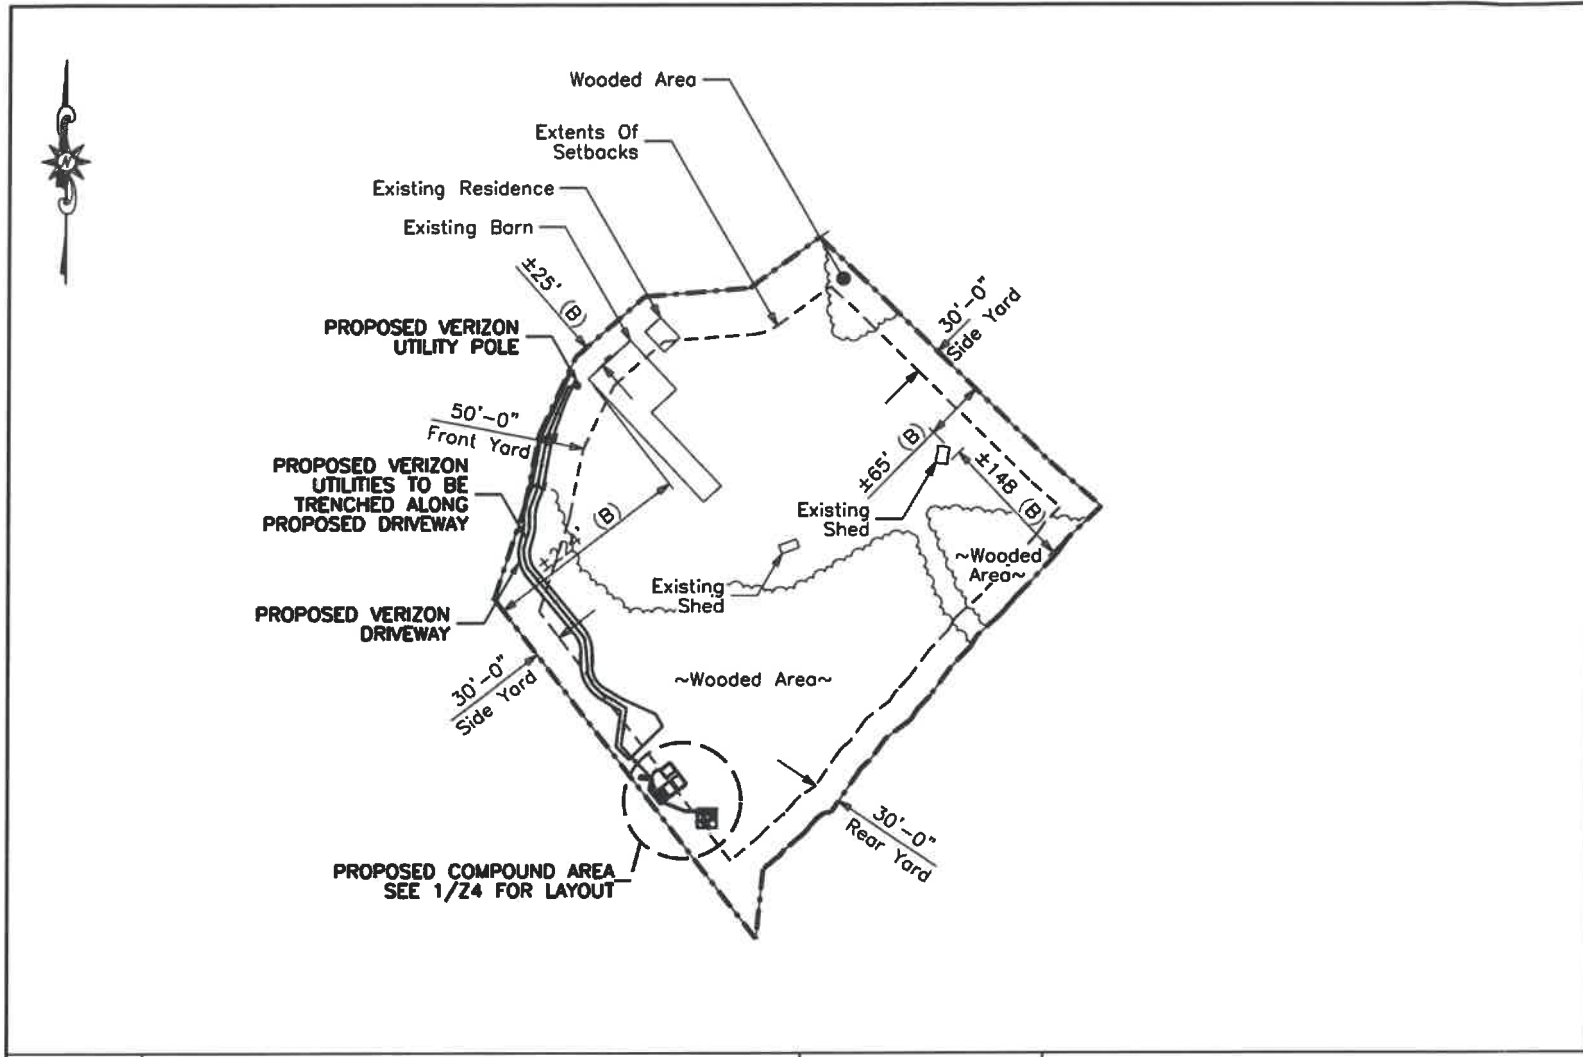 N
Wooded Area
Extents Of
Setbacks
Existing Residence
Existing Barn
±25' (B)
30'-0"
Side Yard
PROPOSED VERIZON
UTILITY POLE
50'-0"
Front Yard
±65' (B)
±148 (B)
PROPOSED VERIZON
UTILITIES TO BE
TRENCHED ALONG
PROPOSED DRIVEWAY
Existing
Shed
(B)
~Wooded
Area~
Existing
Shed
PROPOSED VERIZON
DRIVEWAY
~Wooded Area~
30'-0"
Side Yard
30'-0"
Rear Yard
PROPOSED COMPOUND AREA
SEE 1/Z4 FOR LAYOUT